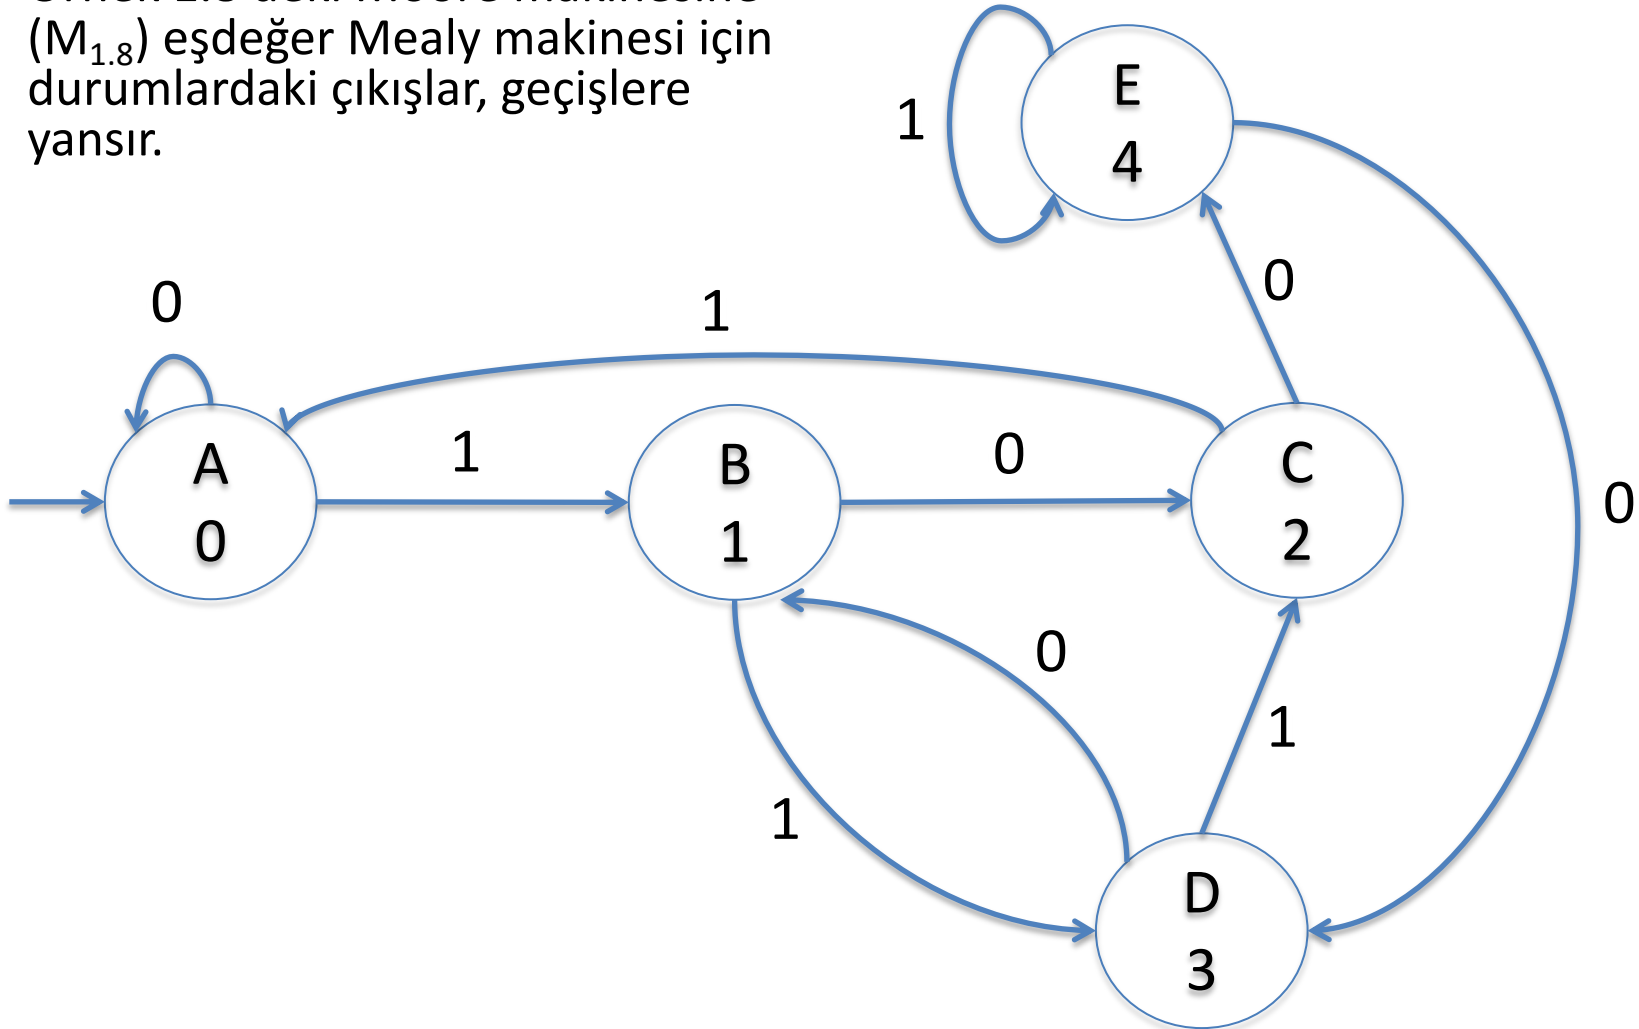 (M1.8) eşdeğer Mealy makinesi için
durumlardaki çıkışlar, geçişlere
yansır.
E
4
1
0
0
1
A
0
1
B
1
0
C
2
0
0
1
1
D
3